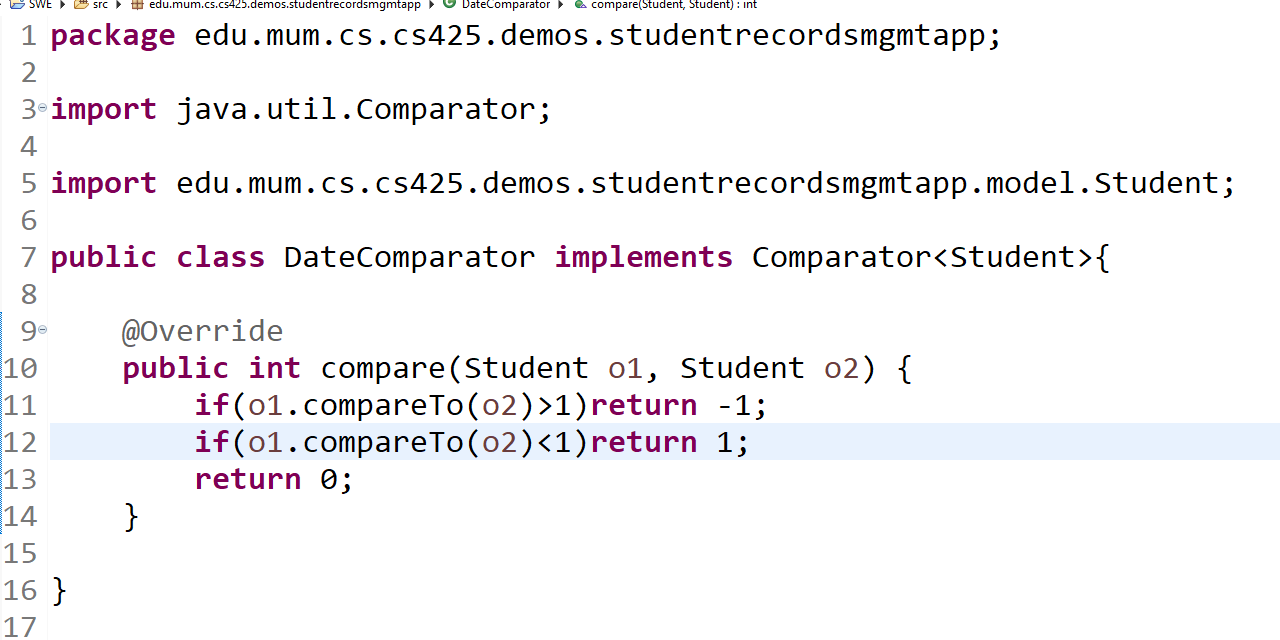 SWE src edu.mum.cs.cs425.demos.studentrecordsmgmtapp DateComparator compare(Student, Student) : int
1 package edu.mum.cs.cs425.demos.studentrecordsmgmtapp;
2
3 import java.util.Comparator;
4
5 import edu.mum.cs.cs425.demos.studentrecordsmgmtapp.model.Student;
6
7 public class DateComparator implements Comparator<Student>{
8
9 @Override
10 public int compare(Student o1, Student o2) {
11 if(o1.compareTo(o2)>1)return -1;
12 if(o1.compareTo(o2)<1)return 1;
13 return 0;
14 }
15
16 }
17